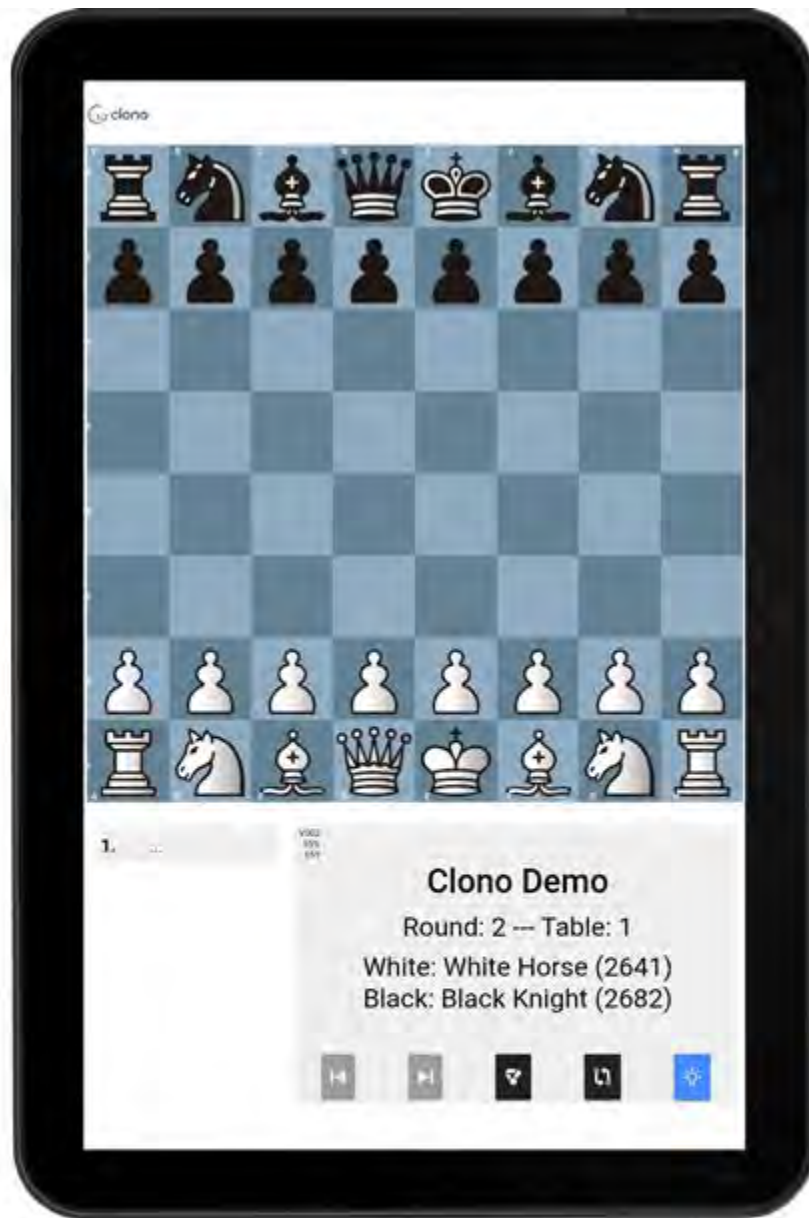 clono
1. ...
Clono Demo
Round: 2 --- Table: 1
White: White Horse (2641)
Black: Black Knight (2682)